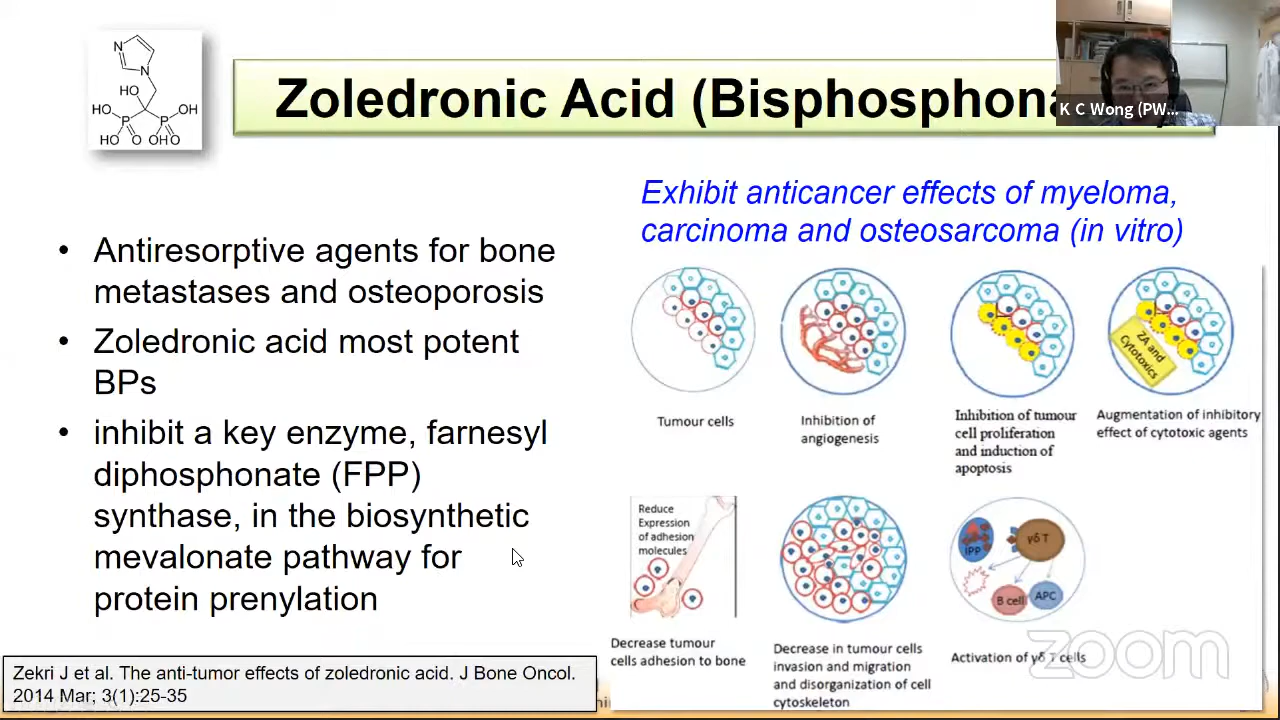 N
N
HO
HO
OH
P
P
HO
O
OHO
Zoledronic Acid (Bisphosphona
K C Wong (PW...
Exhibit anticancer effects of myeloma,
carcinoma and osteosarcoma (in vitro)
• Antiresorptive agents for bone
metastases and osteoporosis
• Zoledronic acid most potent
BPs
• inhibit a key enzyme, farnesyl
diphosphonate (FPP)
synthase, in the biosynthetic
mevalonate pathway for
protein prenylation
ZA and
Cytotoxics
Tumour cells
Inhibition of
angiogenesis
Inhibition of tumour
cell proliferation
and induction of
apoptosis
Augmentation of inhibitory
effect of cytotoxic agents
Reduce
Expression
of adhesion
molecules
IPP
γδ T
B cell
APC
Decrease tumour
cells adhesion to bone
Decrease in tumour cells
invasion and migration
and disorganization of cell
cytoskeleton
Activation of γδ T cells
zoom
Zekri J et al. The anti-tumor effects of zoledronic acid. J Bone Oncol.
2014 Mar; 3(1):25-35